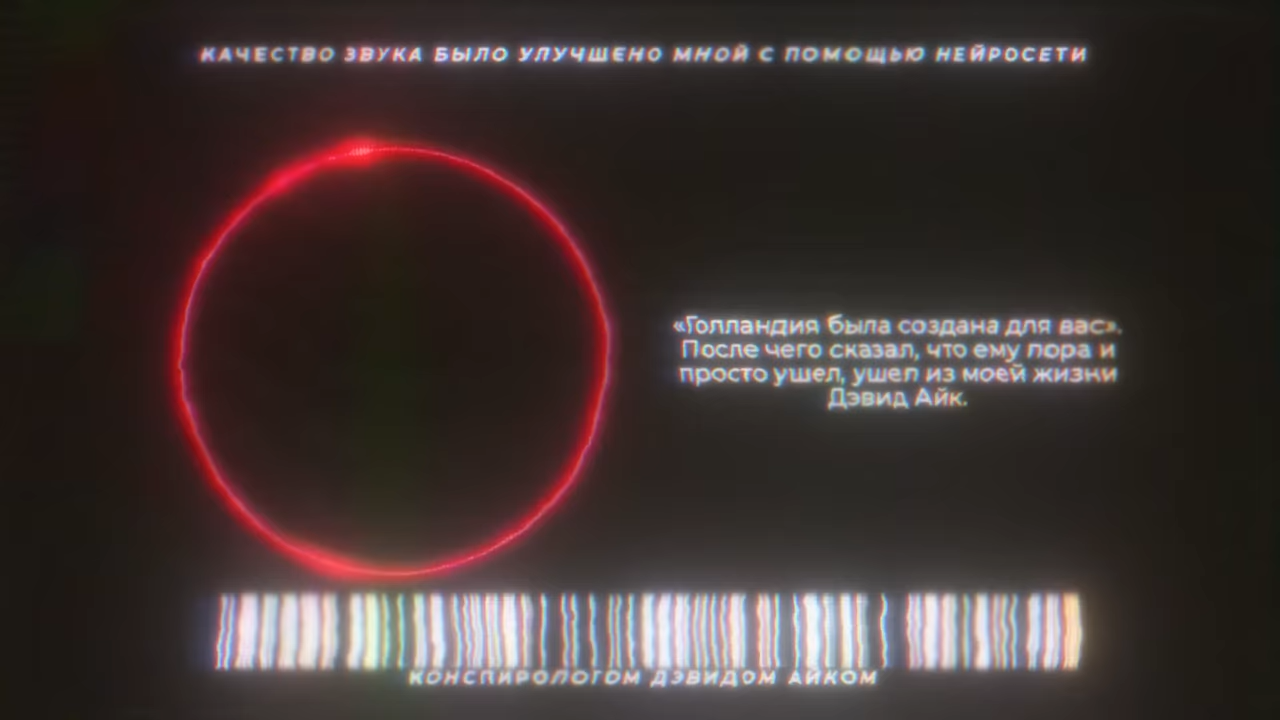 КАЧЕСТВО ЗВУКА БЫЛО УЛУЧШЕНО МНОЙ С ПОМОЩЬЮ НЕЙРОСЕТИ
«Голландия была создана для вас».
После чего сказал, что ему пора и
просто ушел, ушел из моей жизни
Дэвид Айк.
КОНСПИРОЛОГОМ ДЭВИДОМ АЙКОМ